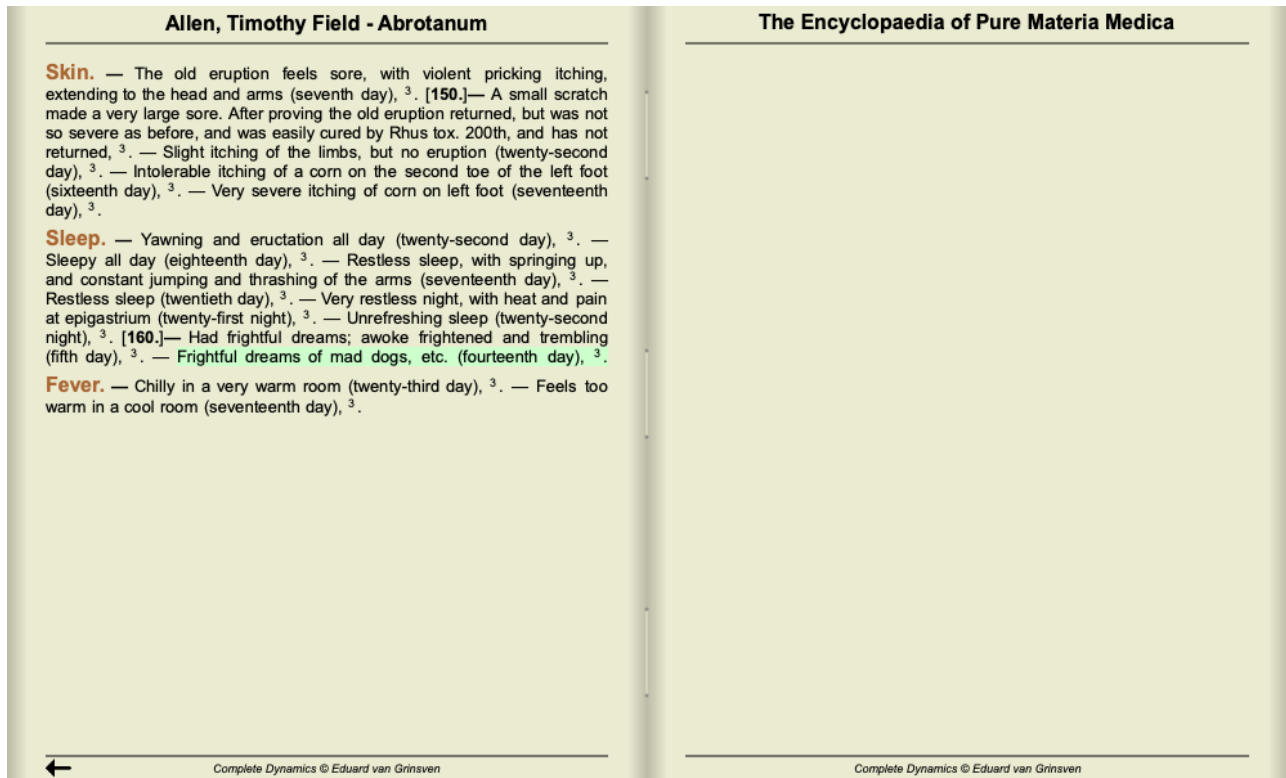 Allen, Timothy Field - Abrotanum
Skin. — The old eruption feels sore, with violent pricking itching,
extending to the head and arms (seventh day), ³. [150.]— A small scratch
made a very large sore. After proving the old eruption returned, but was not
so severe as before, and was easily cured by Rhus tox. 200th, and has not
returned, ³. — Slight itching of the limbs, but no eruption (twenty-second
day), ³. — Intolerable itching of a corn on the second toe of the left foot
(sixteenth day), ³. — Very severe itching of corn on left foot (seventeenth
day), ³.
Sleep. — Yawning and eructation all day (twenty-second day), ³. —
Sleepy all day (eighteenth day), ³. — Restless sleep, with springing up,
and constant jumping and thrashing of the arms (seventeenth day), ³. —
Restless sleep (twentieth day), ³. — Very restless night, with heat and pain
at epigastrium (twenty-first night), ³. — Unrefreshing sleep (twenty-second
night), ³. [160.]— Had frightful dreams; awoke frightened and trembling
(fifth day), ³. — Frightful dreams of mad dogs, etc. (fourteenth day), ³.
Fever. — Chilly in a very warm room (twenty-third day), ³. — Feels too
warm in a cool room (seventeenth day), ³.
Complete Dynamics © Eduard van Grinsven
The Encyclopaedia of Pure Materia Medica
Complete Dynamics © Eduard van Grinsven